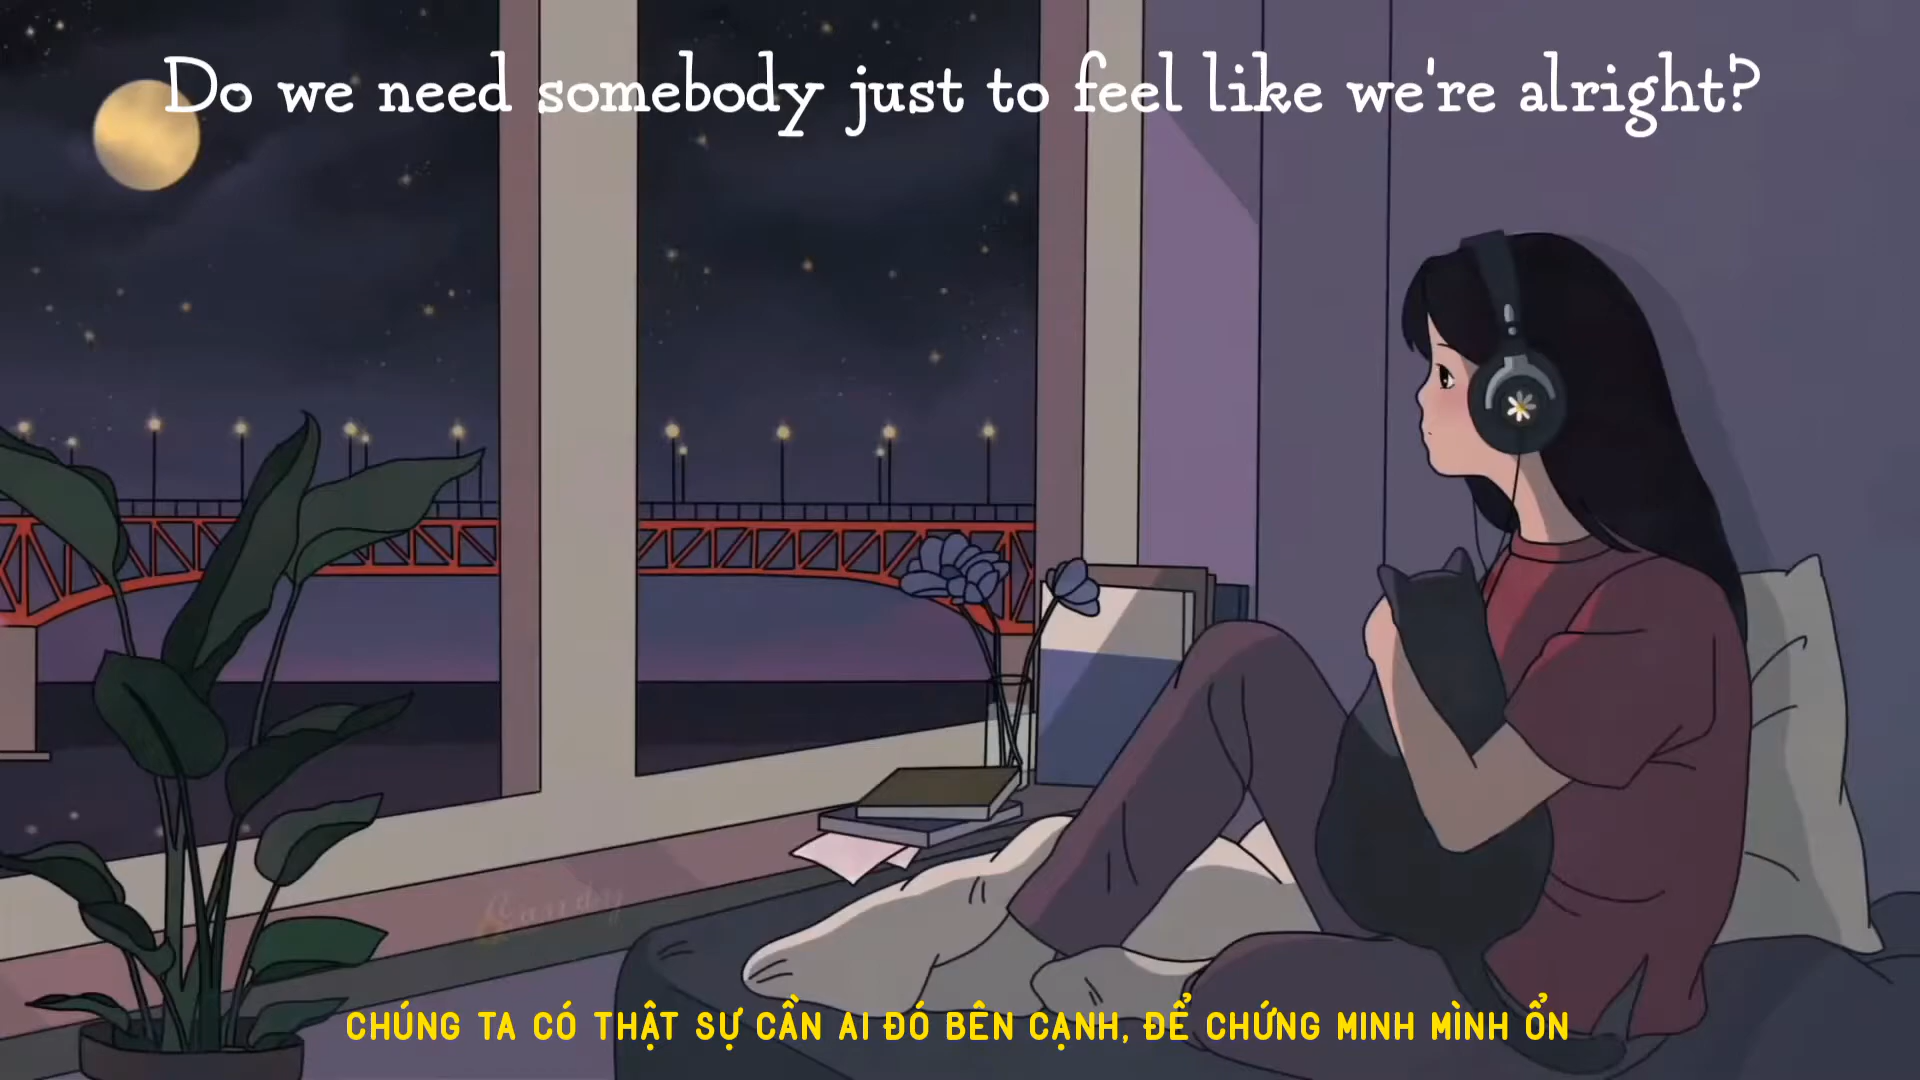 Do we need somebody just to feel like we're alright?
CHÚNG TA CÓ THẬT SỰ CẦN AI ĐÓ BÊN CẠNH, ĐỂ CHỨNG MINH MÌNH ỔN